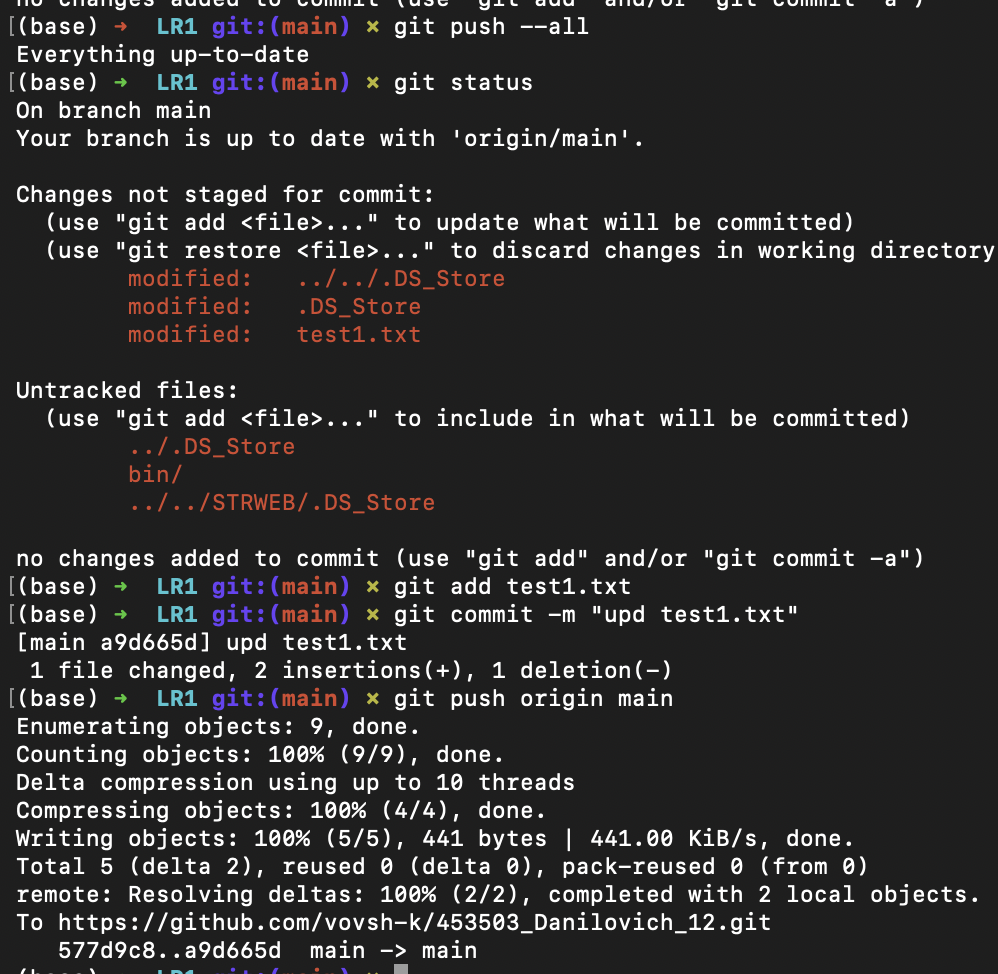 no changes added to commit (use "git add" and/or "git commit -a")
[(base) ➜  LR1 git:(main) ✗ git push --all
Everything up-to-date
[(base) ➜  LR1 git:(main) ✗ git status
On branch main
Your branch is up to date with 'origin/main'.
Changes not staged for commit:
  (use "git add <file>..." to update what will be committed)
  (use "git restore <file>..." to discard changes in working directory
        modified:   ../../.DS_Store
        modified:   .DS_Store
        modified:   test1.txt
Untracked files:
  (use "git add <file>..." to include in what will be committed)
        ../.DS_Store
        bin/
        ../../STRWEB/.DS_Store
no changes added to commit (use "git add" and/or "git commit -a")
[(base) ➜  LR1 git:(main) ✗ git add test1.txt
[(base) ➜  LR1 git:(main) ✗ git commit -m "upd test1.txt"
[main a9d665d] upd test1.txt
 1 file changed, 2 insertions(+), 1 deletion(-)
[(base) ➜  LR1 git:(main) ✗ git push origin main
Enumerating objects: 9, done.
Counting objects: 100% (9/9), done.
Delta compression using up to 10 threads
Compressing objects: 100% (4/4), done.
Writing objects: 100% (5/5), 441 bytes | 441.00 KiB/s, done.
Total 5 (delta 2), reused 0 (delta 0), pack-reused 0 (from 0)
remote: Resolving deltas: 100% (2/2), completed with 2 local objects.
To https://github.com/vovsh-k/453503_Danilovich_12.git
   577d9c8..a9d665d  main -> main
(base) ➜  LR1 git:(main) ✗